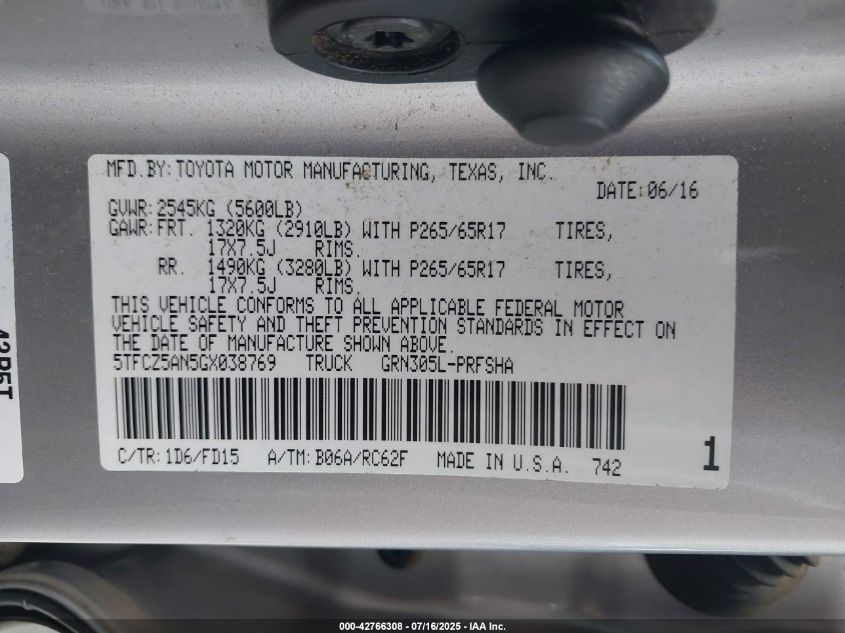 MFD.BY:TOYOTA MOTOR MANUFACTURING, TEXAS, INC.
DATE:06/16
GVWR:2545KG (5600LB)
GAWR:FRT. 1320KG (2910LB) WITH P265/65R17 TIRES,
17X7.5J RIMS.
RR. 1490KG (3280LB) WITH P265/65R17 TIRES,
17X7.5J RIMS.
THIS VEHICLE CONFORMS TO ALL APPLICABLE FEDERAL MOTOR
VEHICLE SAFETY AND THEFT PREVENTION STANDARDS IN EFFECT ON
THE DATE OF MANUFACTURE SHOWN ABOVE.
5TFCZ5AN5GX038769 TRUCK GRN305L-PRFSHA
C/TR:1D6/FD15 A/TM:B06A/RC62F MADE IN U.S.A. 742
1
000-42766308 - 07/16/2025 - IAA Inc.